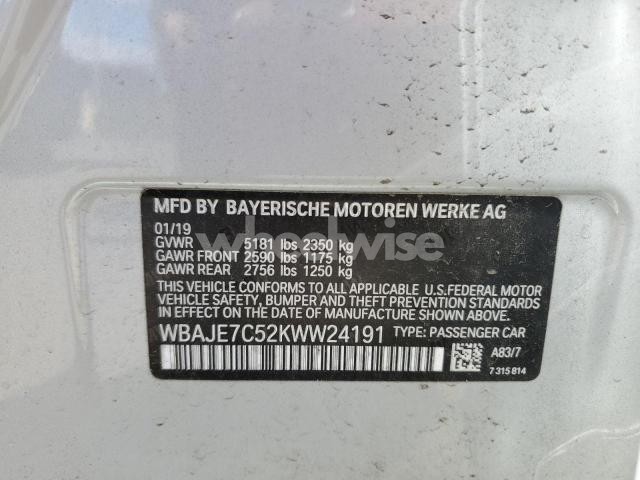 MFD BY BAYERISCHE MOTOREN WERKE AG
01/19
GVWR 5181 lbs 2350 kg
GAWR FRONT 2590 lbs 1175 kg
GAWR REAR 2756 lbs 1250 kg
THIS VEHICLE CONFORMS TO ALL APPLICABLE U.S.FEDERAL MOTOR
VEHICLE SAFETY, BUMPER AND THEFT PREVENTION STANDARDS
IN EFFECT ON THE DATE OF MANUFACTURE SHOWN ABOVE.
WBAJE7C52KWW24191 TYPE: PASSENGER CAR
A83/7
7315814
wheelwise